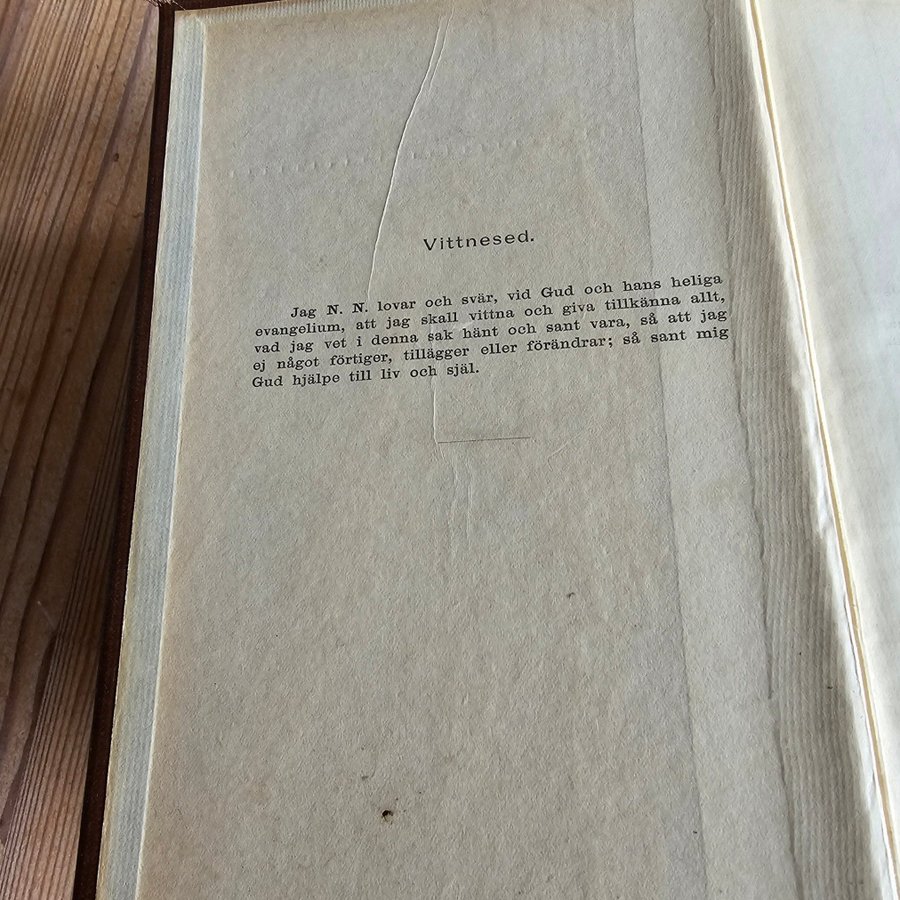 Vittnesed.
Jag N. N. lovar och svär, vid Gud och hans heliga
evangelium, att jag skall vittna och giva tillkänna allt,
vad jag vet i denna sak hänt och sant vara, så att jag
ej något förtiger, tillägger eller förändrar; så sant mig
Gud hjälpe till liv och själ.